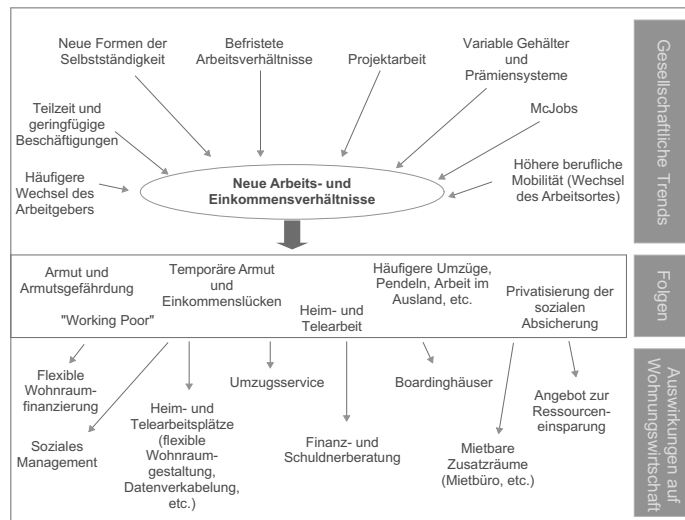 Neue Formen der
Selbstständigkeit
Befristete
Arbeitsverhältnisse
Projektarbeit
Variable Gehälter
und
Prämiensysteme
Teilzeit und
geringfügige
Beschäftigungen
McJobs
Häufigere
Wechsel des
Arbeitgebers
Neue Arbeits- und
Einkommensverhältnisse
Höhere berufliche
Mobilität (Wechsel
des Arbeitsortes)
Gesellschaftliche Trends
Armut und
Armutsgefährdung
"Working Poor"
Temporäre Armut
und
Einkommenslücken
Heim- und
Telearbeit
Häufigere Umzüge,
Pendeln, Arbeit im
Ausland, etc.
Privatisierung der
sozialen
Absicherung
Folgen
Flexible
Wohnraum-
finanzierung
Soziales
Management
Heim- und
Telearbeitsplätze
(flexible
Wohnraum-
gestaltung,
Datenverkabelung,
etc.)
Umzugsservice
Finanz- und
Schuldnerberatung
Boardinghäuser
Mietbare
Zusatzräume
(Mietbüro, etc.)
Angebot zur
Ressourcen-
einsparung
Auswirkungen auf
Wohnungswirtschaft